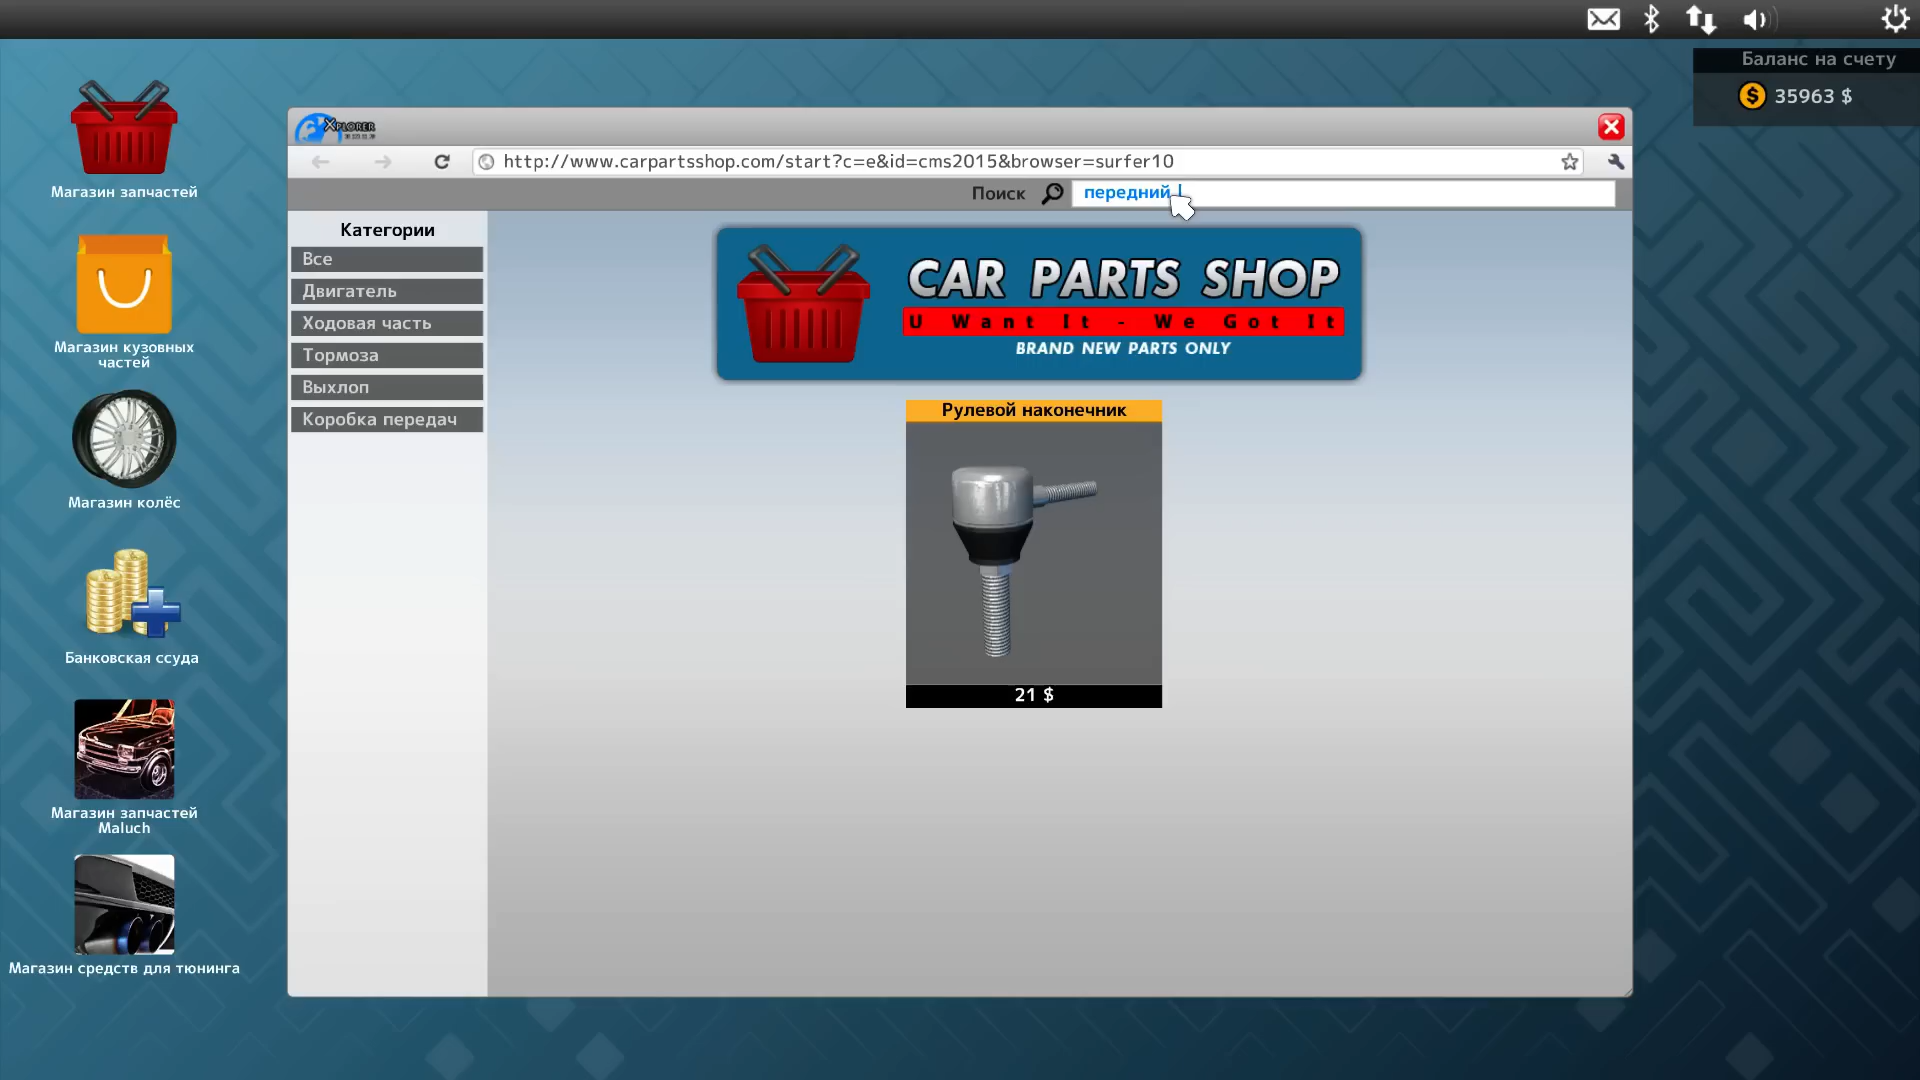 Баланс на счету
35963 $
Магазин запчастей
Магазин кузовных
частей
Магазин колёс
Банковская ссуда
Магазин запчастей
Maluch
Магазин средств для тюнинга
XPLORER
http://www.carpartsshop.com/start?c=e&id=cms2015&browser=surfer10
Поиск
передний
Категории
Все
Двигатель
Ходовая часть
Тормоза
Выхлоп
Коробка передач
CAR PARTS SHOP
U Want It - We Got It
BRAND NEW PARTS ONLY
Рулевой наконечник
21 $